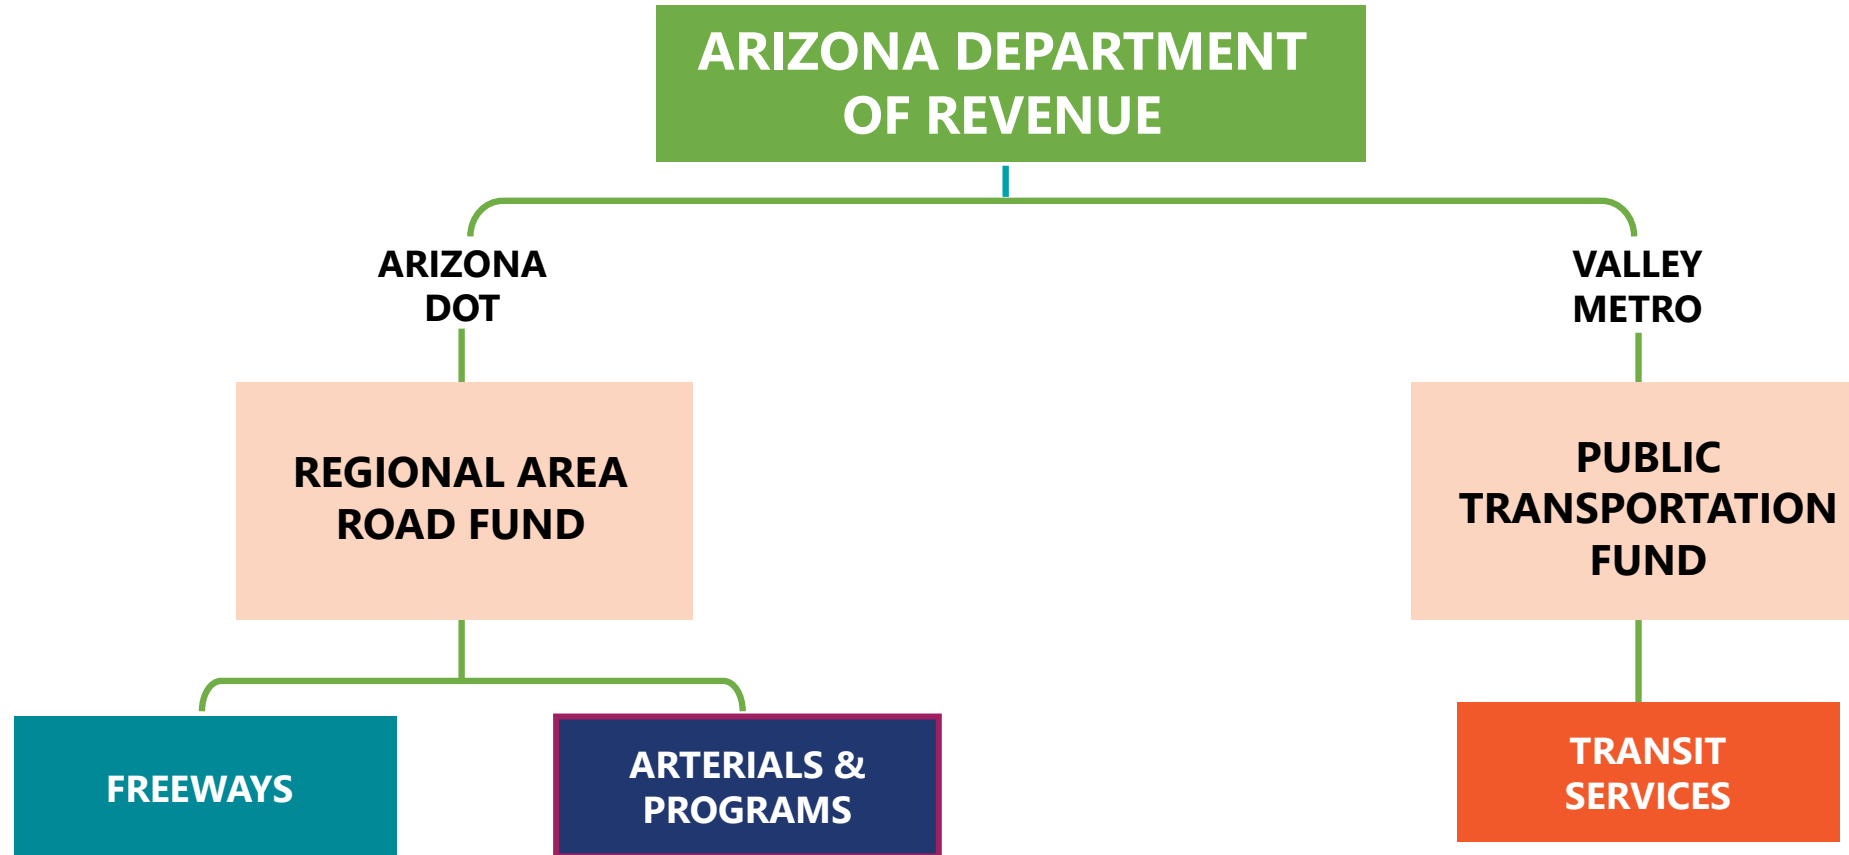 ARIZONA DEPARTMENT
OF REVENUE
ARIZONA
DOT
VALLEY
METRO
REGIONAL AREA
ROAD FUND
PUBLIC
TRANSPORTATION
FUND
FREEWAYS
ARTERIALS &
PROGRAMS
TRANSIT
SERVICES